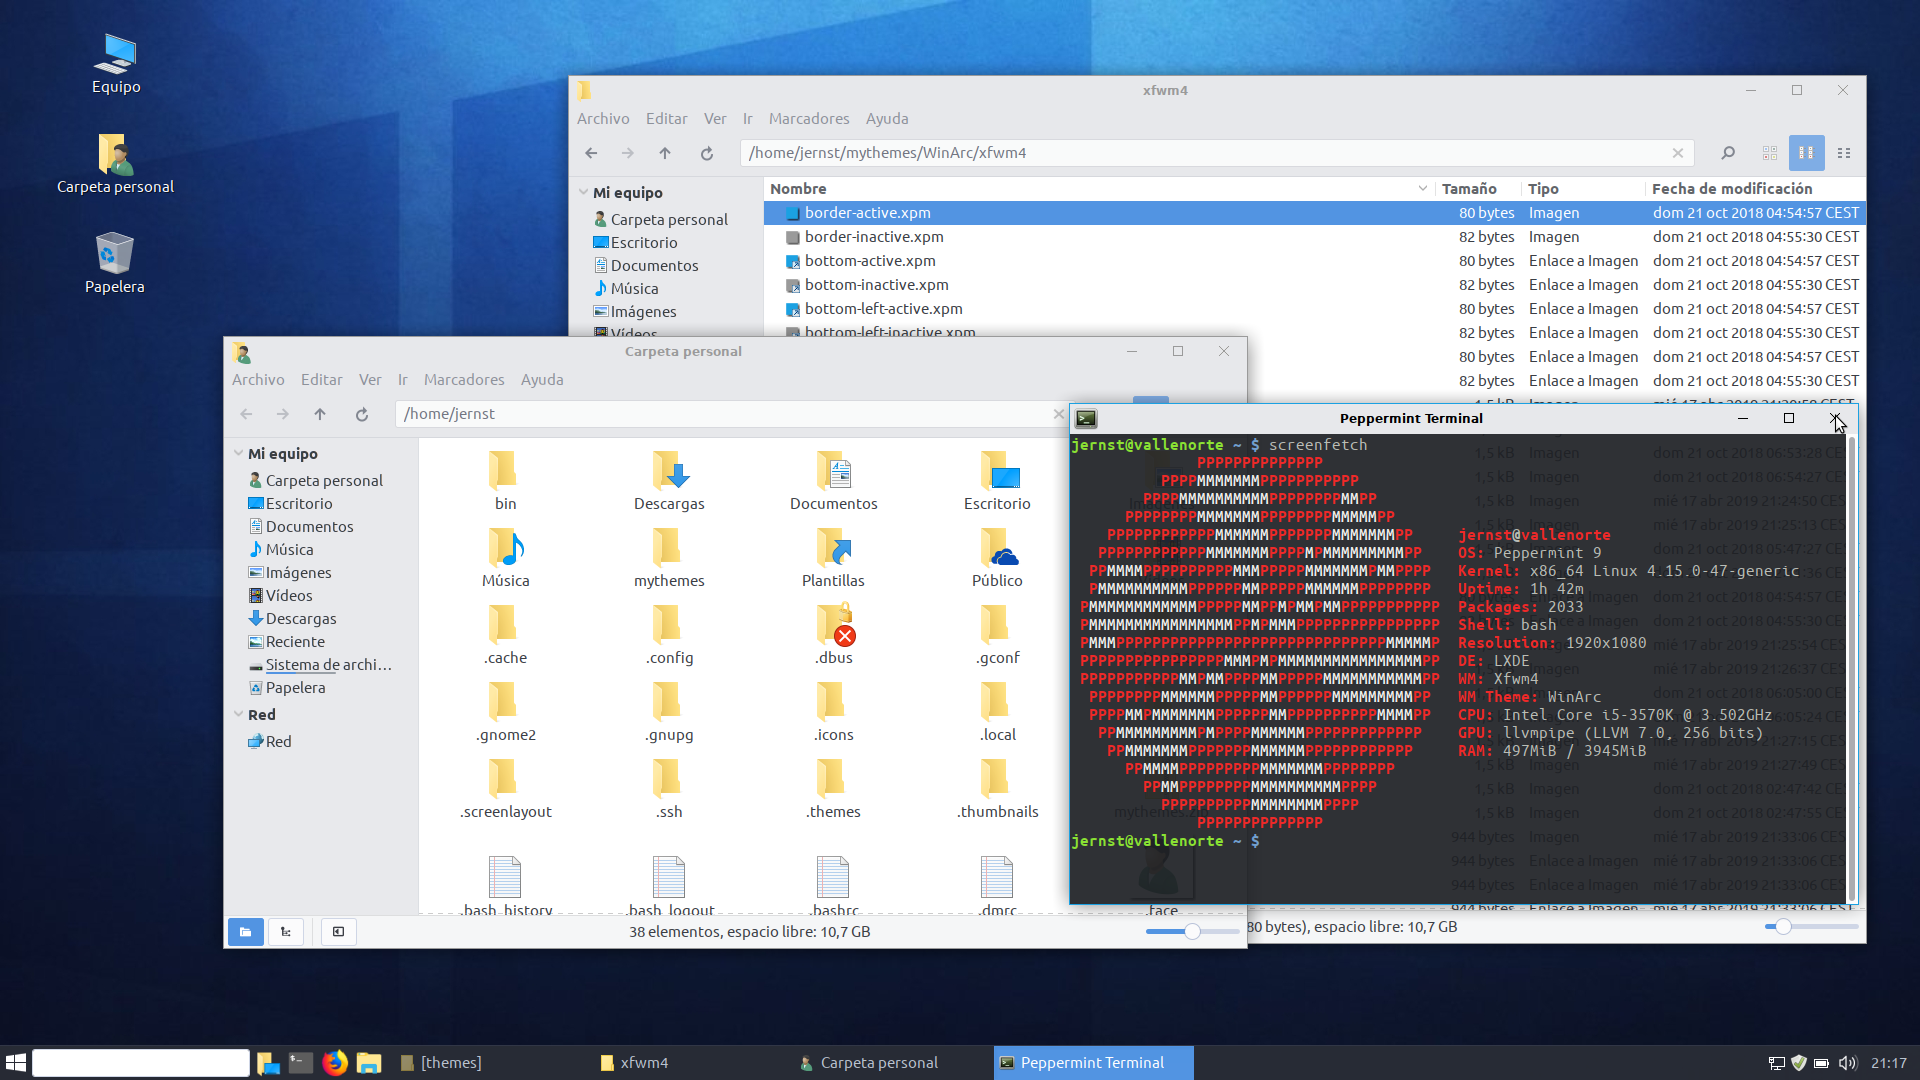 Equipo
Carpeta personal
Papelera
xfwm4
Archivo Editar Ver Ir Marcadores Ayuda
/home/jernst/mythemes/WinArc/xfwm4
Mi equipo
Carpeta personal
Escritorio
Documentos
Música
Imágenes
Vídeos
Nombre Tamaño Tipo Fecha de modificación
border-active.xpm 80 bytes Imagen dom 21 oct 2018 04:54:57 CEST
border-inactive.xpm 82 bytes Imagen dom 21 oct 2018 04:55:30 CEST
bottom-active.xpm 80 bytes Enlace a Imagen dom 21 oct 2018 04:54:57 CEST
bottom-inactive.xpm 82 bytes Enlace a Imagen dom 21 oct 2018 04:55:30 CEST
bottom-left-active.xpm 80 bytes Enlace a Imagen dom 21 oct 2018 04:54:57 CEST
bottom-left-inactive.xpm 82 bytes Enlace a Imagen dom 21 oct 2018 04:55:30 CEST
80 bytes Enlace a Imagen dom 21 oct 2018 04:54:57 CEST
82 bytes Enlace a Imagen dom 21 oct 2018 04:55:30 CEST
80 bytes), espacio libre: 10,7 GB
Carpeta personal
Archivo Editar Ver Ir Marcadores Ayuda
/home/jernst
Mi equipo
Carpeta personal
Escritorio
Documentos
Música
Imágenes
Vídeos
Descargas
Reciente
Sistema de archi...
Papelera
Red
Red
bin Descargas Documentos Escritorio
Música mythemes Plantillas Público
.cache .config .dbus .gconf
.gnome2 .gnupg .icons .local
.screenlayout .ssh .themes .thumbnails
.bash_history .bash_logout .bashrc .dmrc .face
38 elementos, espacio libre: 10,7 GB
Peppermint Terminal
jernst@vallenorte ~ $ screenfetch
jernst@vallenorte
OS: Peppermint 9
Kernel: x86_64 Linux 4.15.0-47-generic
Uptime: 1h 42m
Packages: 2033
Shell: bash
Resolution: 1920x1080
DE: LXDE
WM: Xfwm4
WM Theme: WinArc
CPU: Intel Core i5-3570K @ 3.502GHz
GPU: llvmpipe (LLVM 7.0, 256 bits)
RAM: 497MiB / 3945MiB
jernst@vallenorte ~ $
[themes] xfwm4 Carpeta personal Peppermint Terminal 21:17